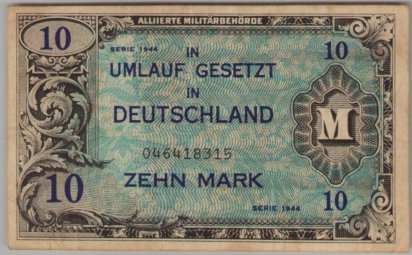 ALLIIERTE MILITÄRBEHÖRDE
10
SERIE 1944
IN
10
UMLAUF GESETZT
IN
DEUTSCHLAND
M
046418315
10
ZEHN MARK
10
SERIE 1944